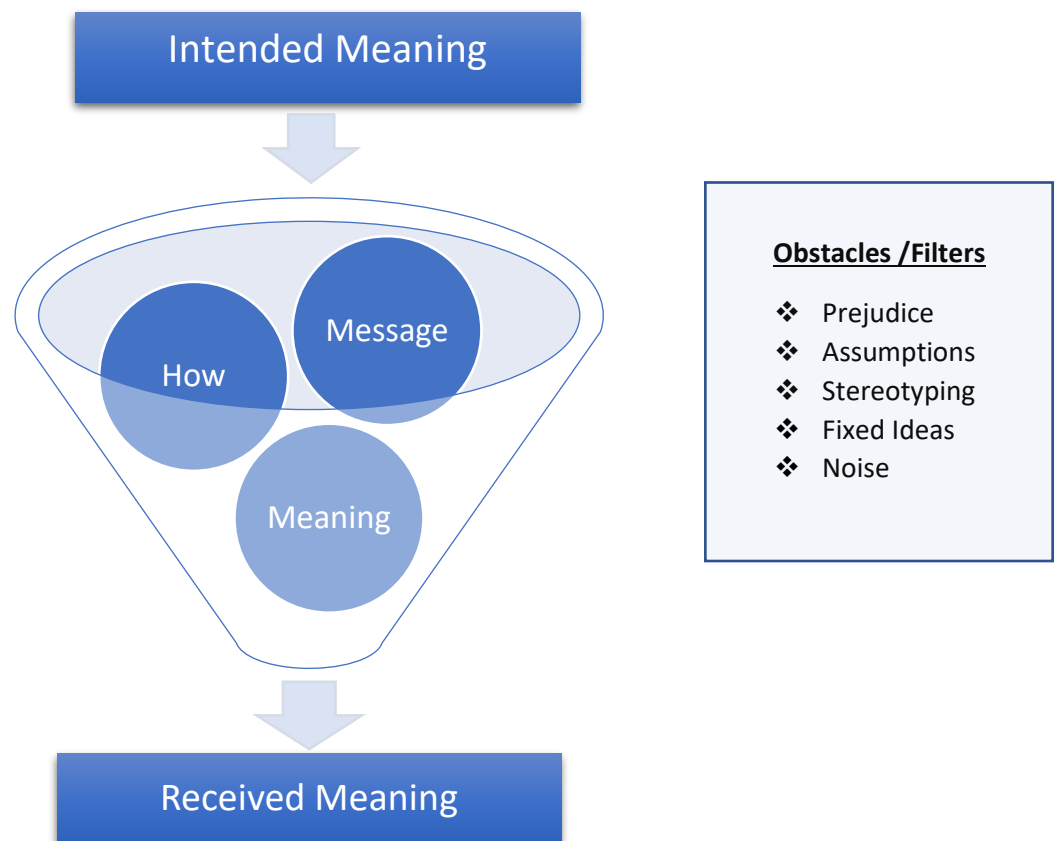 Intended Meaning
Message
How
Meaning
Received Meaning
Obstacles /Filters
❖ Prejudice
❖ Assumptions
❖ Stereotyping
❖ Fixed Ideas
❖ Noise